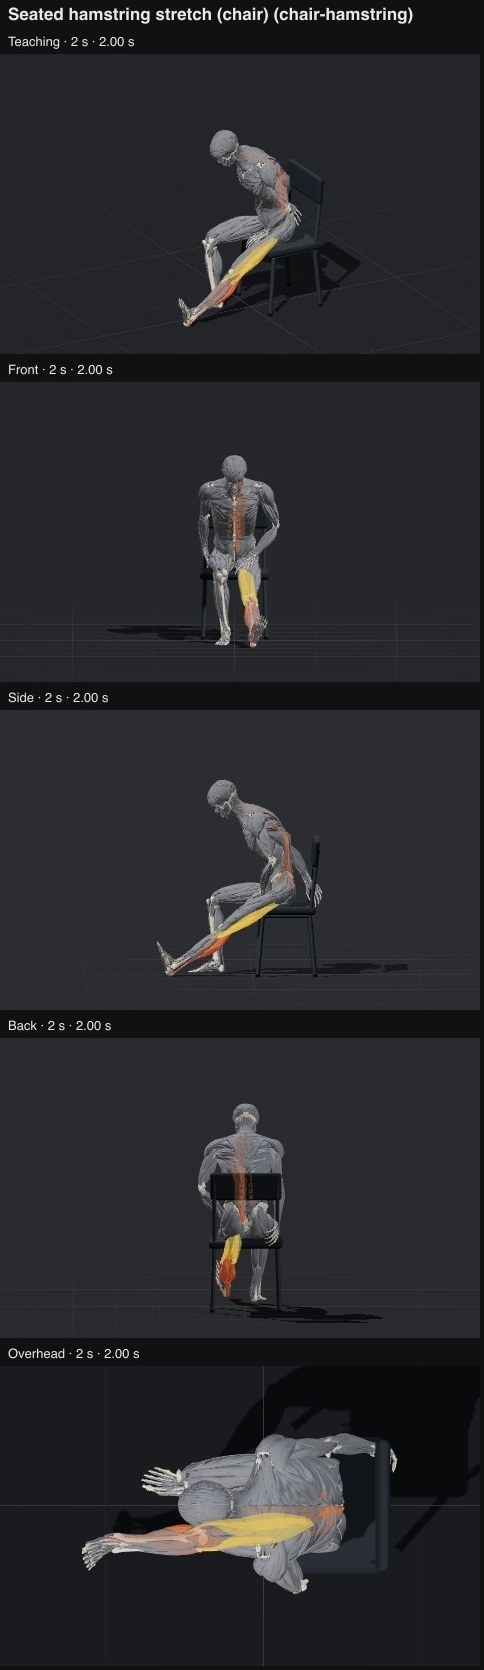 Seated hamstring stretch (chair) (chair-hamstring)
Teaching · 2 s · 2.00 s
Front · 2 s · 2.00 s
Side · 2 s · 2.00 s
Back · 2 s · 2.00 s
Overhead · 2 s · 2.00 s